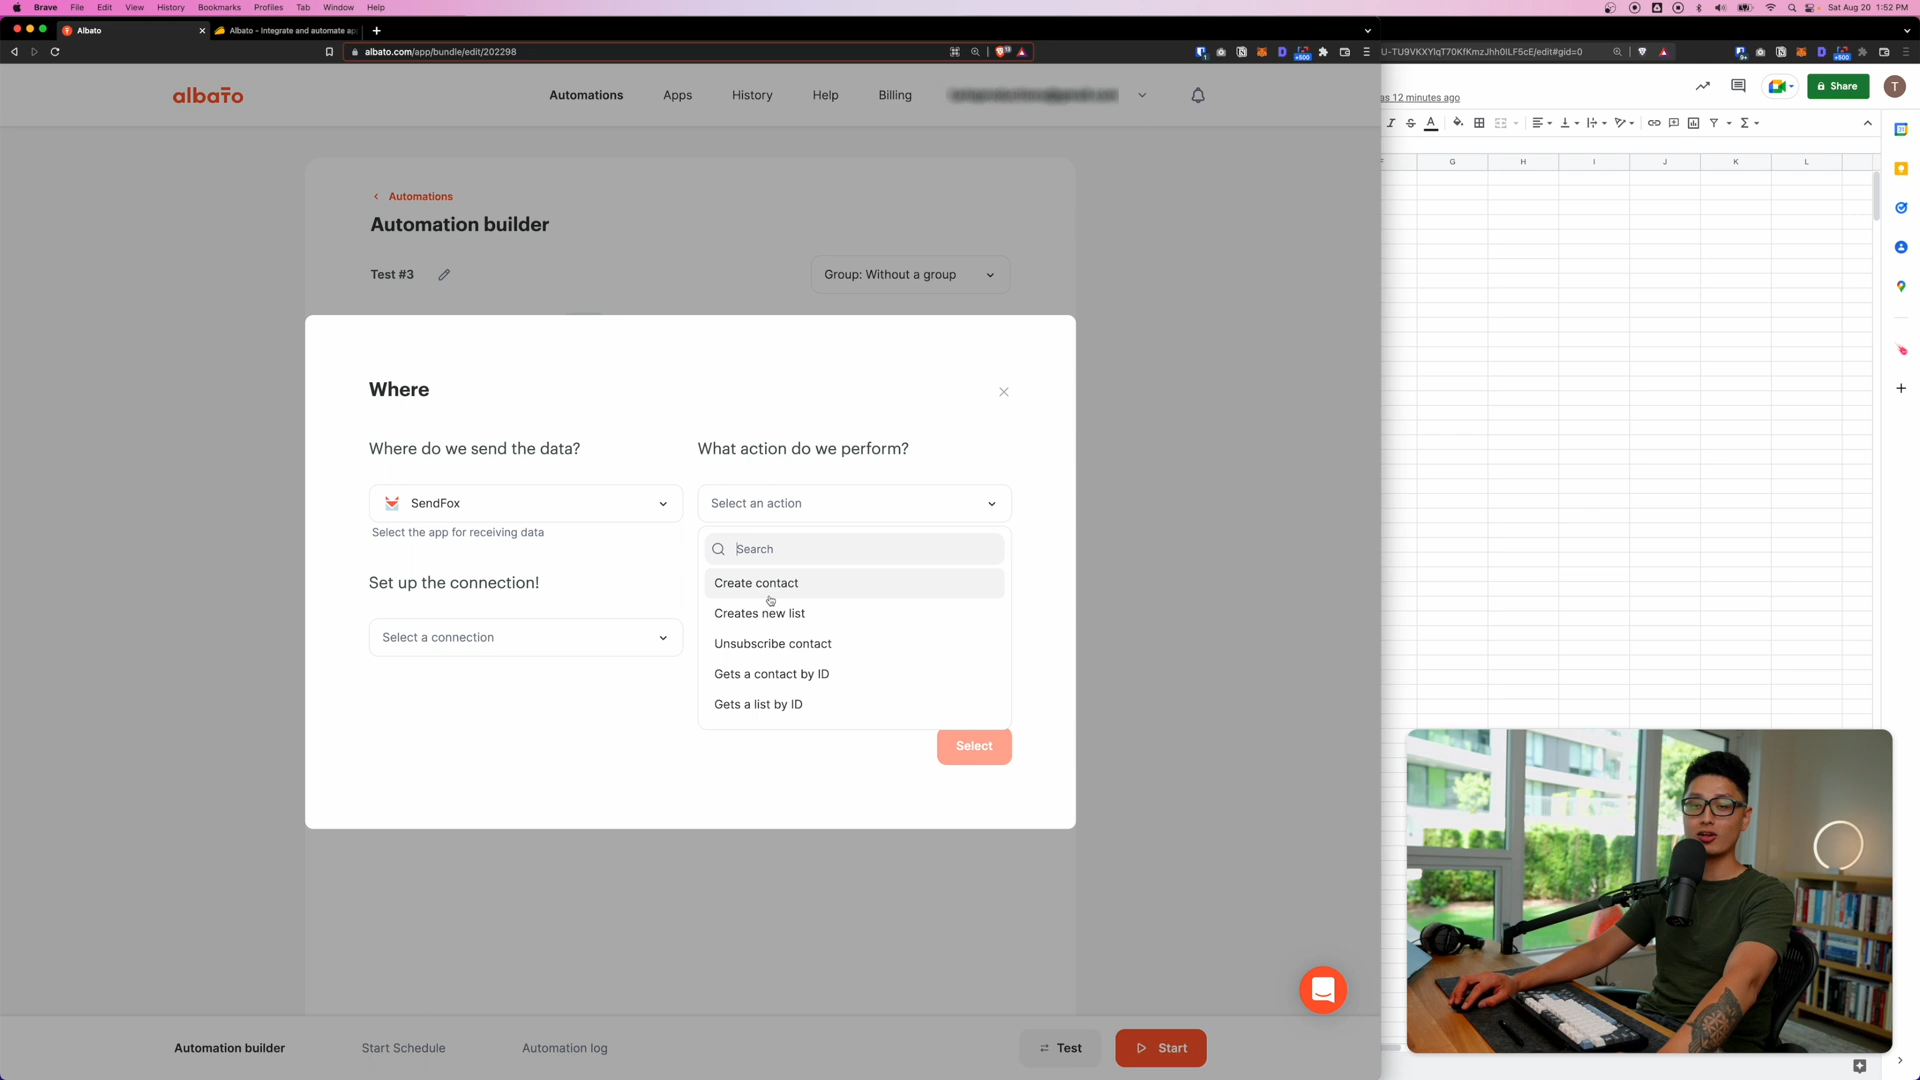 Brave File Edit View History Bookmarks Profiles Tab Window Help
Sat Aug 20 1:52 PM
Albato
Albato - Integrate and automate ap
albato.com/app/bundle/edit/202298
U-TU9VKXYlqT70KfKmzJhh0ILF5cE/edit#gid=0
albato
Automations Apps History Help Billing
as 12 minutes ago
Share
T
G H I J K L
Automations
Automation builder
Test #3
Group: Without a group
Where
Where do we send the data?
What action do we perform?
SendFox
Select an action
Select the app for receiving data
Search
Set up the connection!
Create contact
Creates new list
Select a connection
Unsubscribe contact
Gets a contact by ID
Gets a list by ID
Select
Automation builder
Start Schedule
Automation log
Test
Start